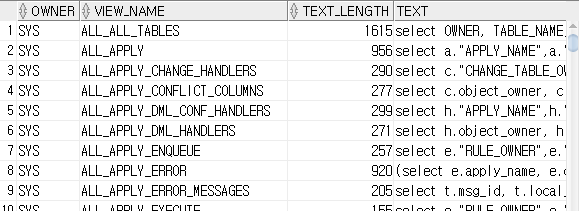 OWNER VIEW_NAME TEXT_LENGTH TEXT
1 SYS ALL_ALL_TABLES 1615 select OWNER, TABLE_NAME
2 SYS ALL_APPLY 956 select a."APPLY_NAME",a."
3 SYS ALL_APPLY_CHANGE_HANDLERS 290 select c."CHANGE_TABLE_OW
4 SYS ALL_APPLY_CONFLICT_COLUMNS 277 select c.object_owner, c
5 SYS ALL_APPLY_DML_CONF_HANDLERS 299 select h."APPLY_NAME",h."
6 SYS ALL_APPLY_DML_HANDLERS 271 select h.object_owner, h
7 SYS ALL_APPLY_ENQUEUE 257 select e."RULE_OWNER",e."
8 SYS ALL_APPLY_ERROR 920 (select e.apply_name, e.c
9 SYS ALL_APPLY_ERROR_MESSAGES 205 select t.msg_id, t.local_
10 SYS ALL_APPLY_EXECUTE 155 select e."RULE_OWNER" e."